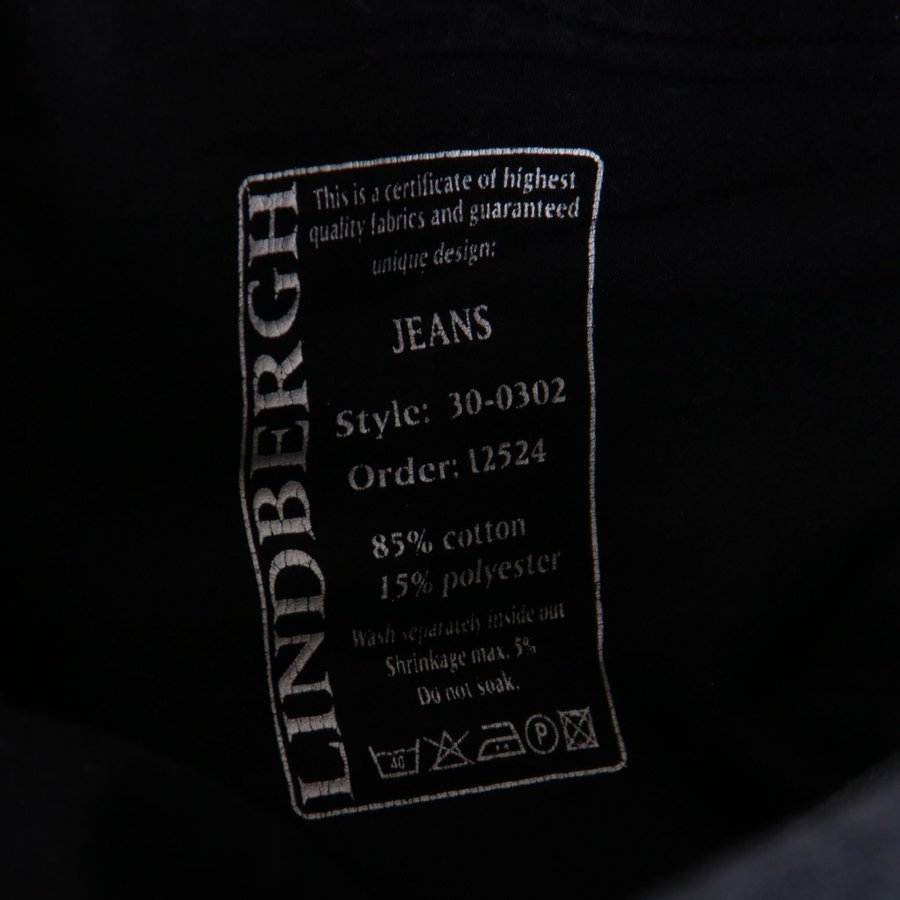 LINDBERGH
This is a certificate of highest
quality fabrics and guaranteed
unique design:
JEANS
Style: 30-0302
Order: 12524
85% cotton
15% polyester
Wash separately inside out
Shrinkage max. 5%
Do not soak.
40 P